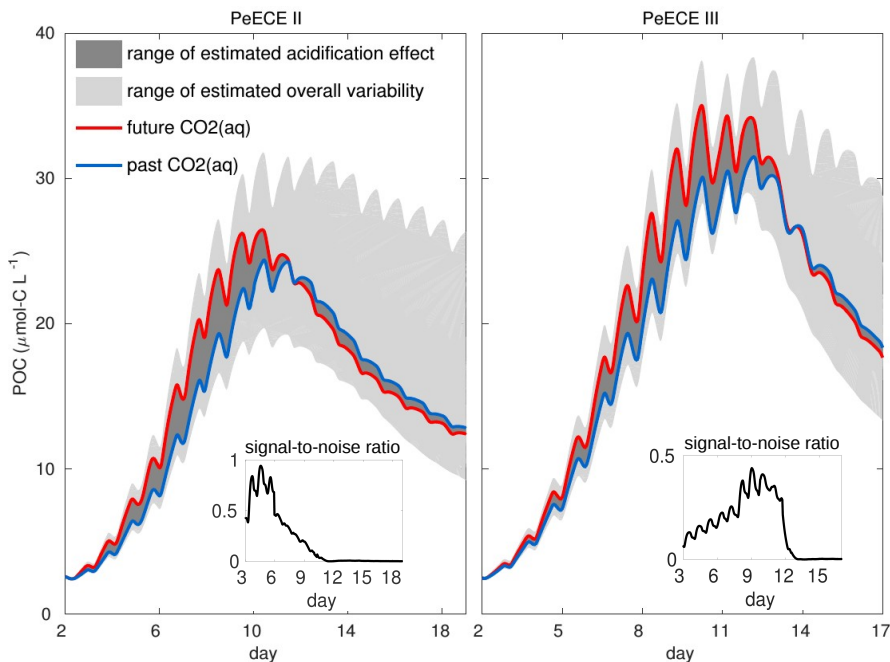 PeECE II
PeECE III
40
30
20
10
0
POC (μmol-C L -1)
range of estimated acidification effect
range of estimated overall variability
future CO2(aq)
past CO2(aq)
signal-to-noise ratio
1
0.5
0
3 6 9 12 15 18
day
2 6 10 14 18
day
signal-to-noise ratio
0.5
0
3 6 9 12 15
day
2 5 8 11 14 17
day